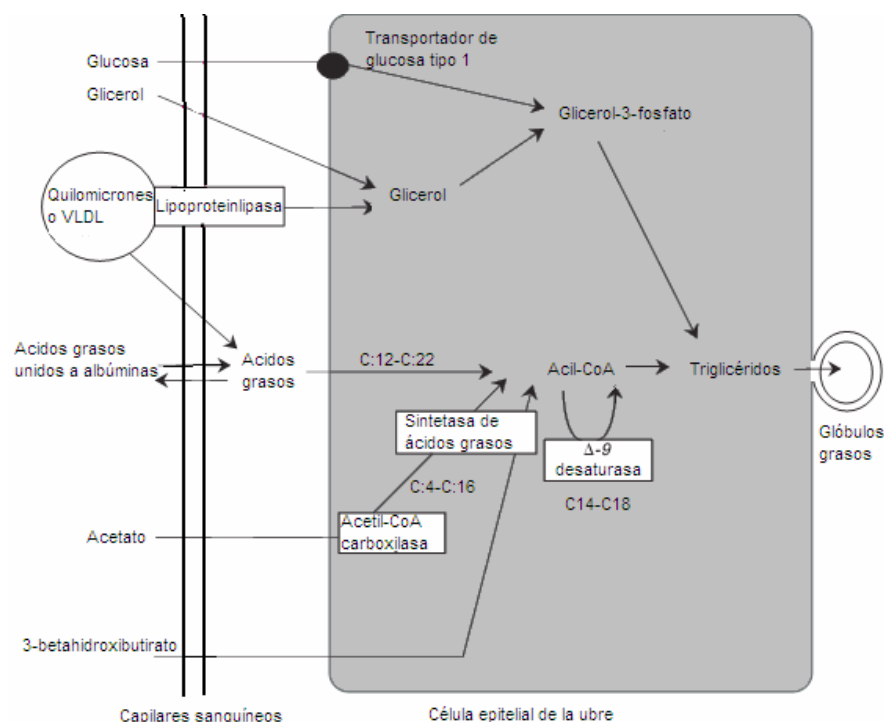 Transportador de
glucosa tipo 1
Glucosa
Glicerol
Glicerol-3-fosfato
Quilomicrones
o VLDL
Lipoproteinlipasa
Glicerol
Acidos grasos
unidos a albúminas
Acidos
grasos
C:12-C:22
Acil-CoA
Triglicéridos
Sintetasa de
ácidos grasos
Δ-9
desaturasa
Glóbulos
grasos
C:4-C:16
C14-C18
Acetato
Acetil-CoA
carboxilasa
3-betahidroxibutirato
Capilares sanguíneos
Célula epitelial de la ubre